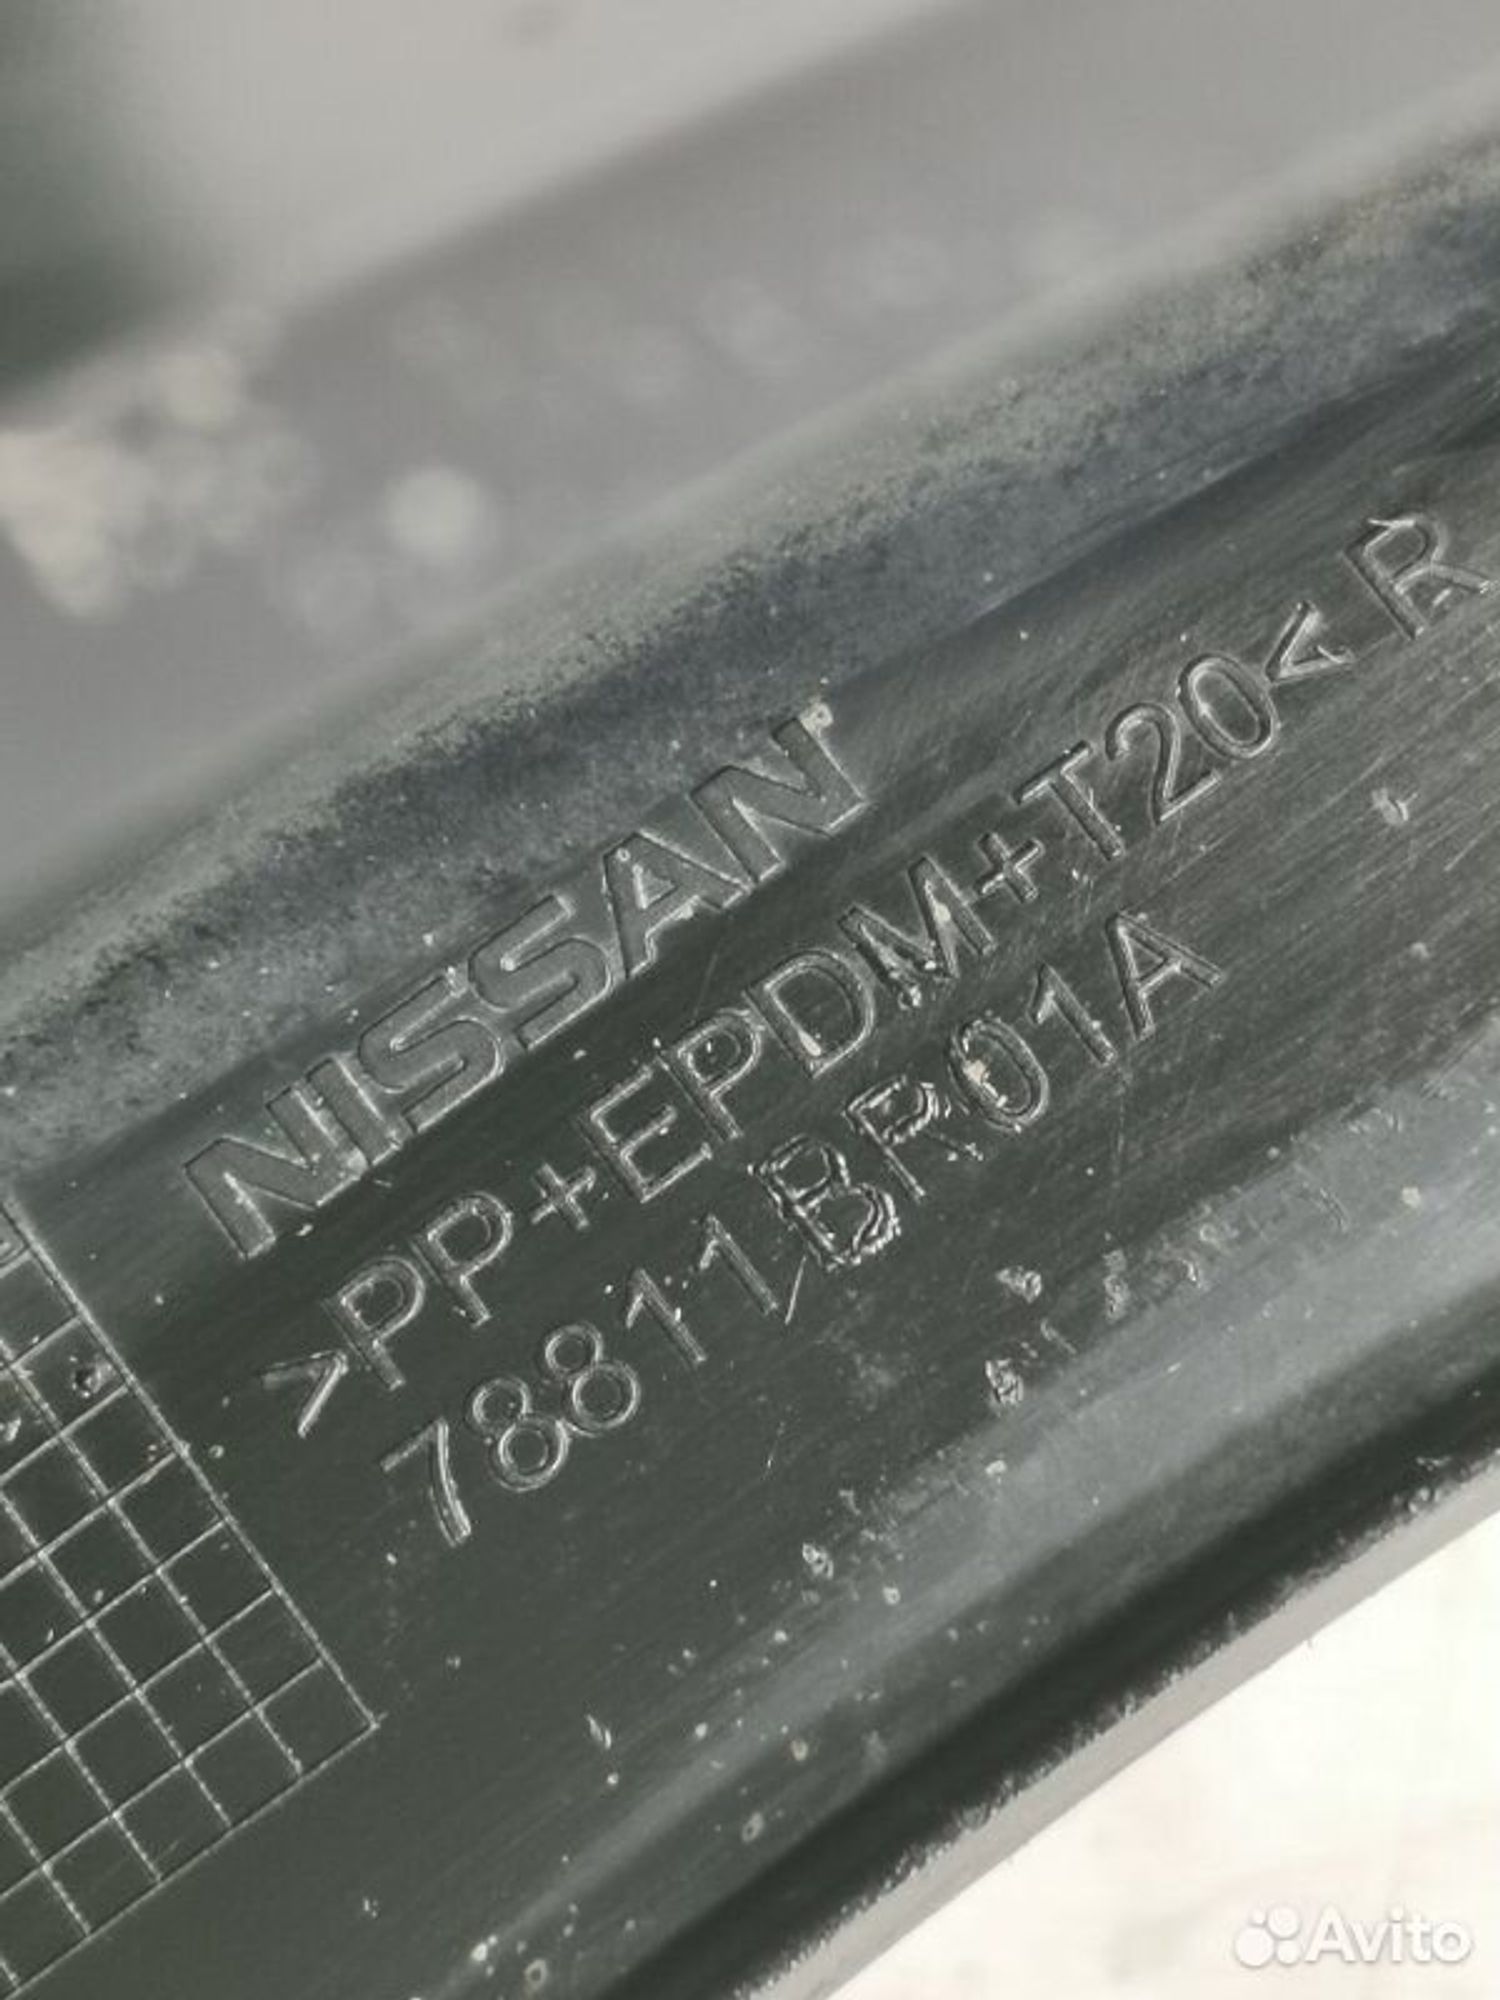 NISSAN
>PP+EPDM+T20< R
78811BR01A
Avito